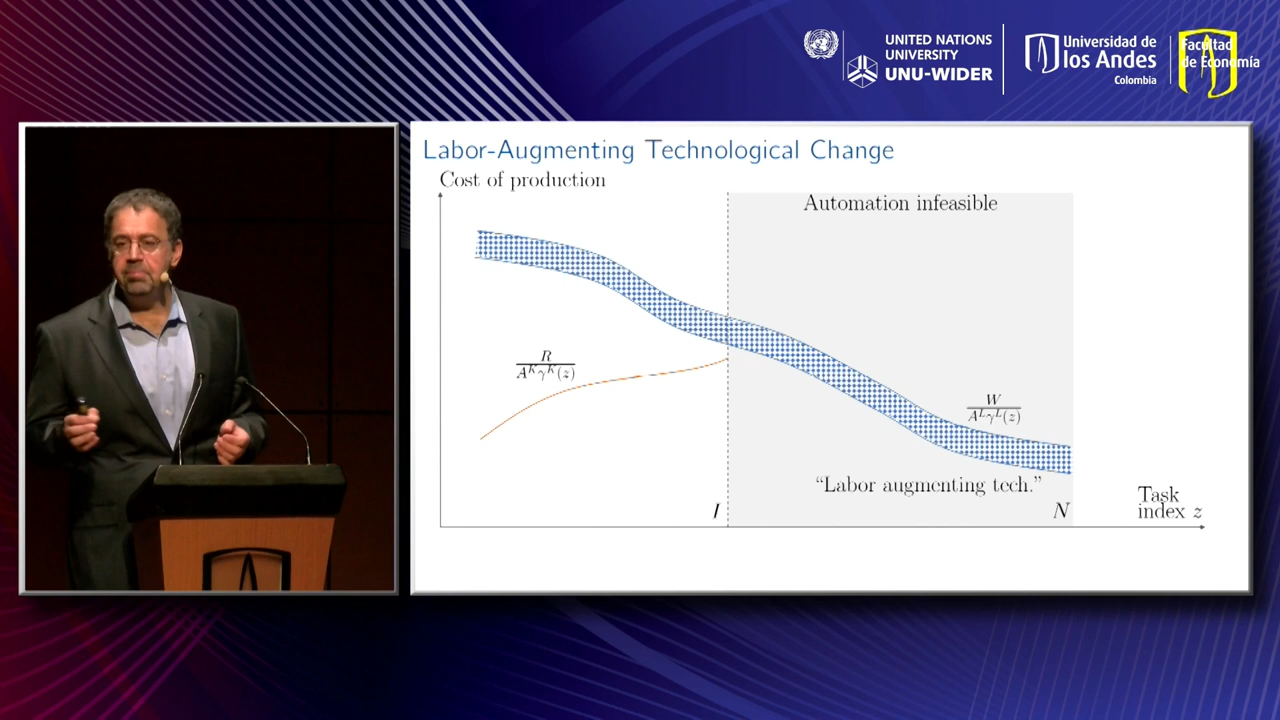 UNITED NATIONS
UNIVERSITY
UNU-WIDER
Universidad de
los Andes
Colombia
Facultad
de Economía
Labor-Augmenting Technological Change
Cost of production
Automation infeasible
R
A^K γ^K(z)
W
A^L γ^L(z)
“Labor augmenting tech.”
I
N
Task
index z